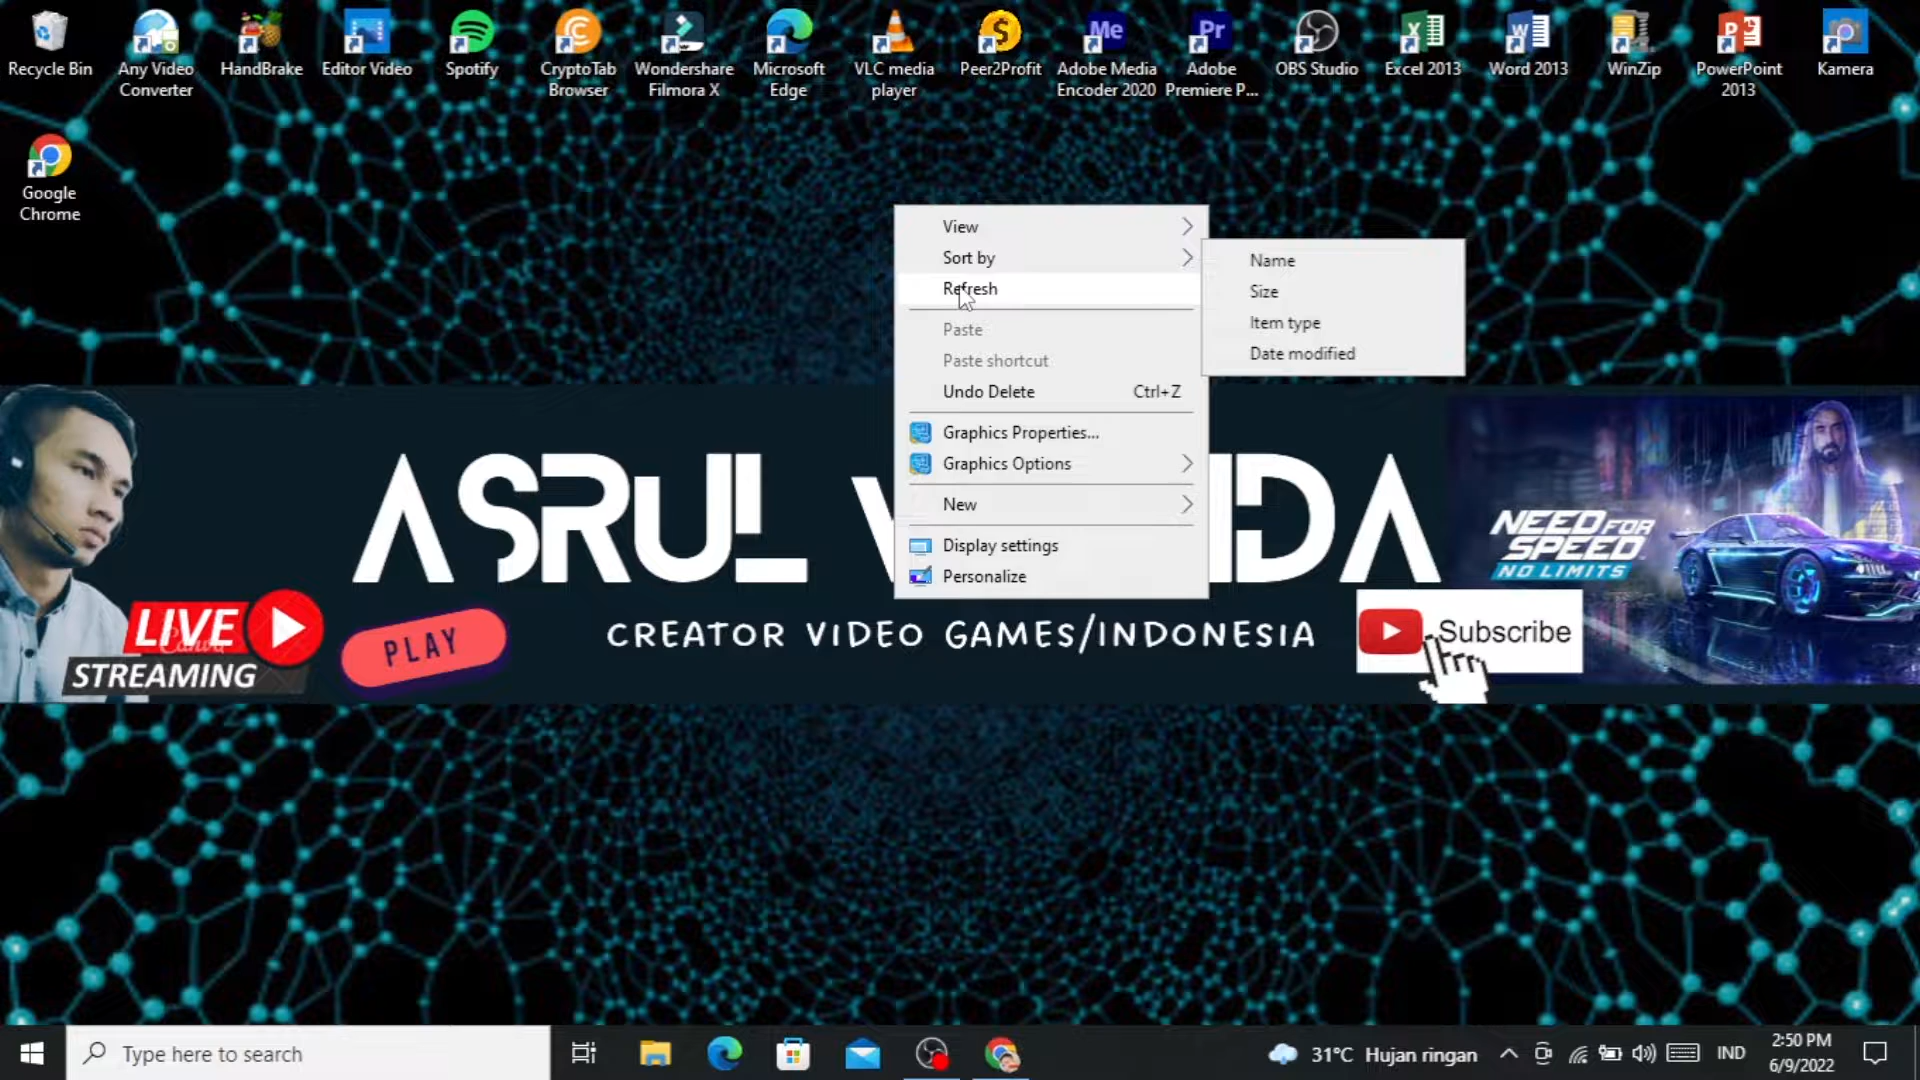 Recycle Bin
Any Video
Converter
HandBrake
Editor Video
Spotify
CryptoTab
Browser
Wondershare
Filmora X
Microsoft
Edge
VLC media
player
Peer2Profit
Adobe Media
Encoder 2020
Adobe
Premiere P...
OBS Studio
Excel 2013
Word 2013
WinZip
PowerPoint
2013
Kamera
Google
Chrome
View
Sort by
Refresh
Paste
Paste shortcut
Undo Delete Ctrl+Z
Graphics Properties...
Graphics Options
New
Display settings
Personalize
Name
Size
Item type
Date modified
ASRUL
DA
CREATOR VIDEO GAMES/INDONESIA
LIVE
Canva
STREAMING
PLAY
Subscribe
NEED FOR
SPEED
NO LIMITS
Type here to search
31°C Hujan ringan
IND
2:50 PM
6/9/2022